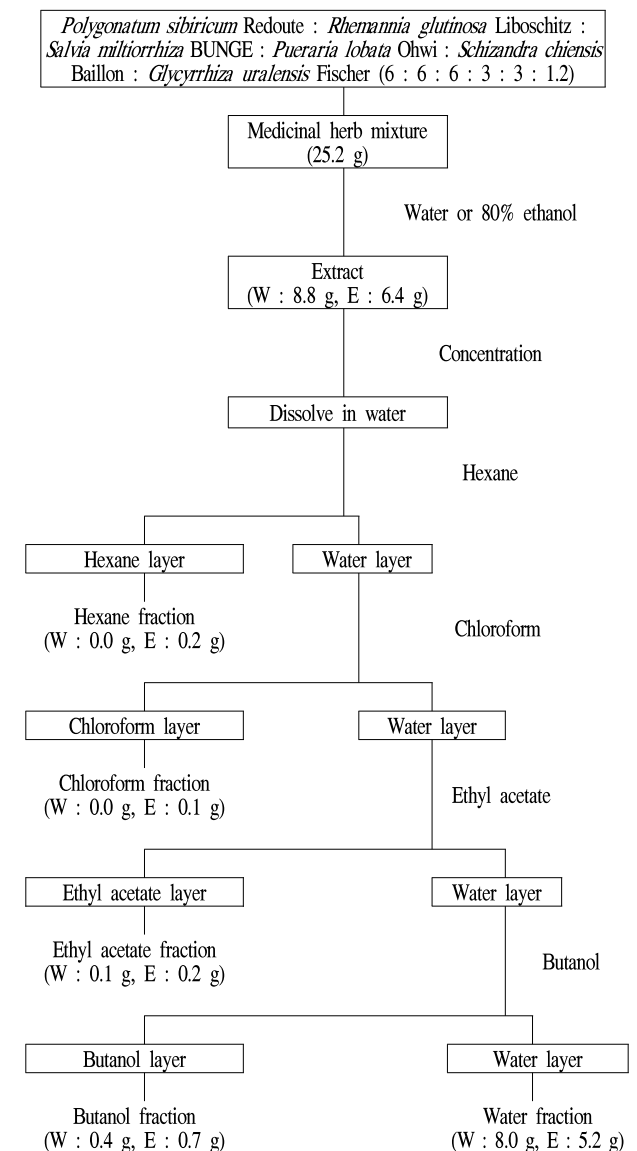 Polygonatum sibiricum Redoute : Rhemannia glutinosa Liboschitz :
Salvia miltiorrhiza BUNGE : Pueraria lobata Ohwi : Schizandra chiensis
Baillon : Glycyrrhiza uralensis Fischer (6 : 6 : 6 : 3 : 3 : 1.2)
Medicinal herb mixture
(25.2 g)
Water or 80% ethanol
Extract
(W : 8.8 g, E : 6.4 g)
Concentration
Dissolve in water
Hexane
Hexane layer
Water layer
Hexane fraction
(W : 0.0 g, E : 0.2 g)
Chloroform
Chloroform layer
Water layer
Chloroform fraction
(W : 0.0 g, E : 0.1 g)
Ethyl acetate
Ethyl acetate layer
Water layer
Ethyl acetate fraction
(W : 0.1 g, E : 0.2 g)
Butanol
Butanol layer
Water layer
Butanol fraction
(W : 0.4 g, E : 0.7 g)
Water fraction
(W : 8.0 g, E : 5.2 g)